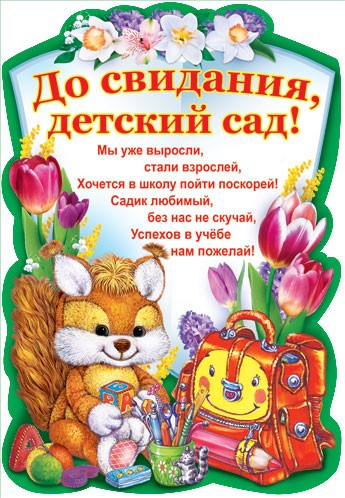 До свидания,
детский сад!
Мы уже выросли,
стали взрослей,
Хочется в школу пойти поскорей!
Садик любимый,
без нас не скучай,
Успехов в учёбе
нам пожелай!